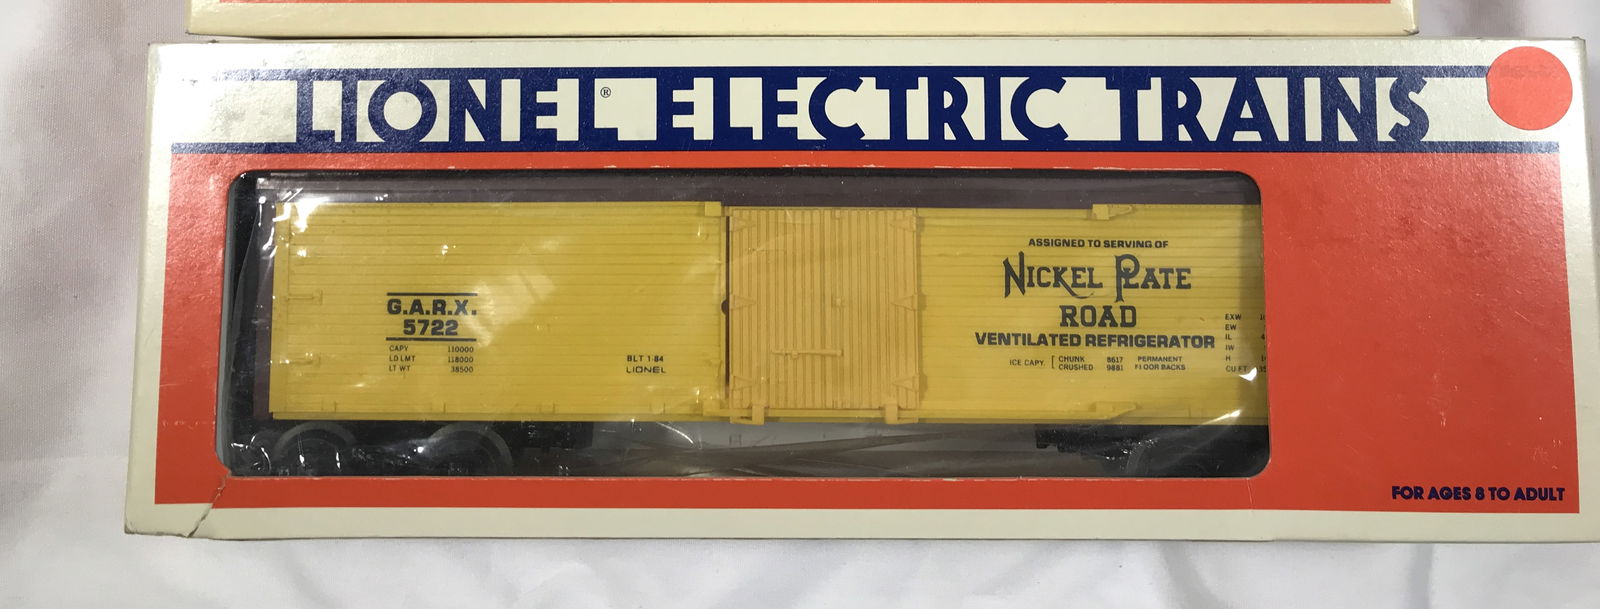 LIONEL® ELECTRIC TRAINS
G.A.R.X.
5722
CAPY 110000
LD LMT 118000
LT WT 38500
BLT 1-84
LIONEL
ASSIGNED TO SERVING OF
NICKEL PLATE
ROAD
VENTILATED REFRIGERATOR
ICE CAPY. [ CHUNK 8617 PERMANENT
CRUSHED 9881 FLOOR BACKS
EXW
EW
IL
IW
H
CU FT
FOR AGES 8 TO ADULT